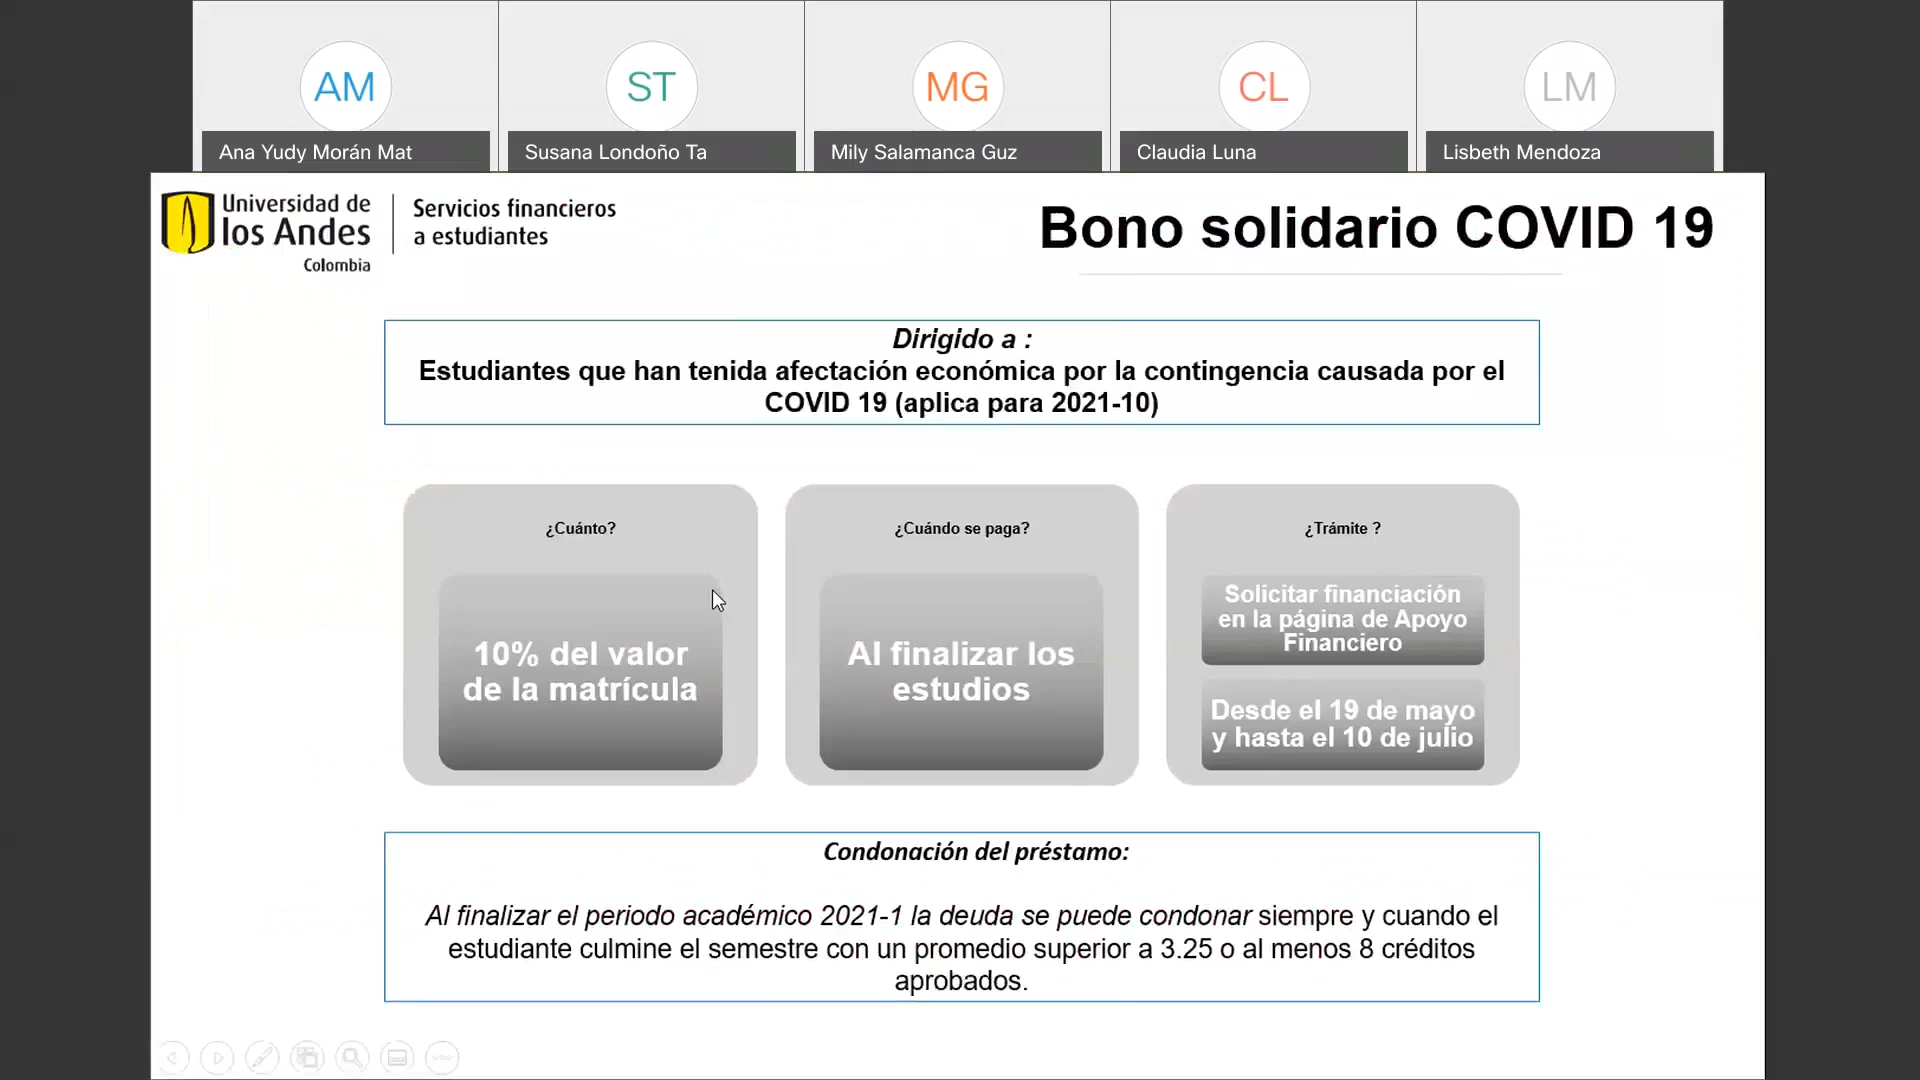 AM
ST
MG
CL
LM
Ana Yudy Morán Mat
Susana Londoño Ta
Mily Salamanca Guz
Claudia Luna
Lisbeth Mendoza
Universidad de
los Andes
Colombia
Servicios financieros
a estudiantes
Bono solidario COVID 19
Dirigido a :
Estudiantes que han tenida afectación económica por la contingencia causada por el
COVID 19 (aplica para 2021-10)
¿Cuánto?
10% del valor
de la matrícula
¿Cuándo se paga?
Al finalizar los
estudios
¿Trámite ?
Solicitar financiación
en la página de Apoyo
Financiero
Desde el 19 de mayo
y hasta el 10 de julio
Condonación del préstamo:
Al finalizar el periodo académico 2021-1 la deuda se puede condonar siempre y cuando el
estudiante culmine el semestre con un promedio superior a 3.25 o al menos 8 créditos
aprobados.